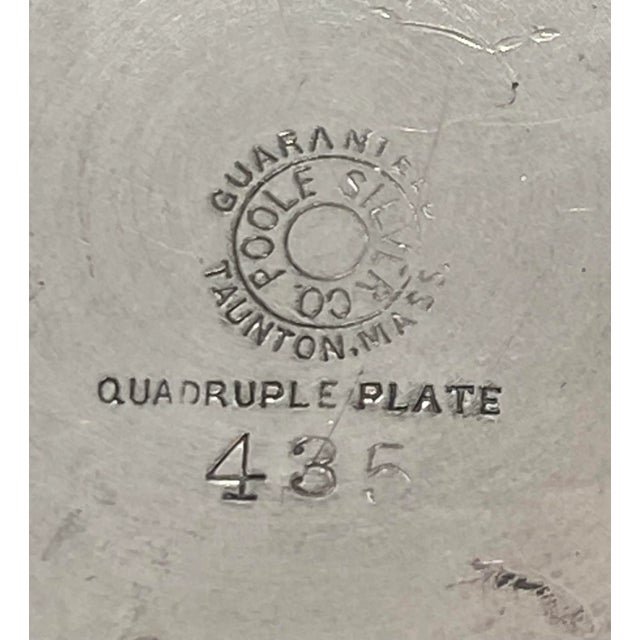 GUARANTEED
POOLE SILVER CO.
TAUNTON, MASS.
QUADRUPLE PLATE
435